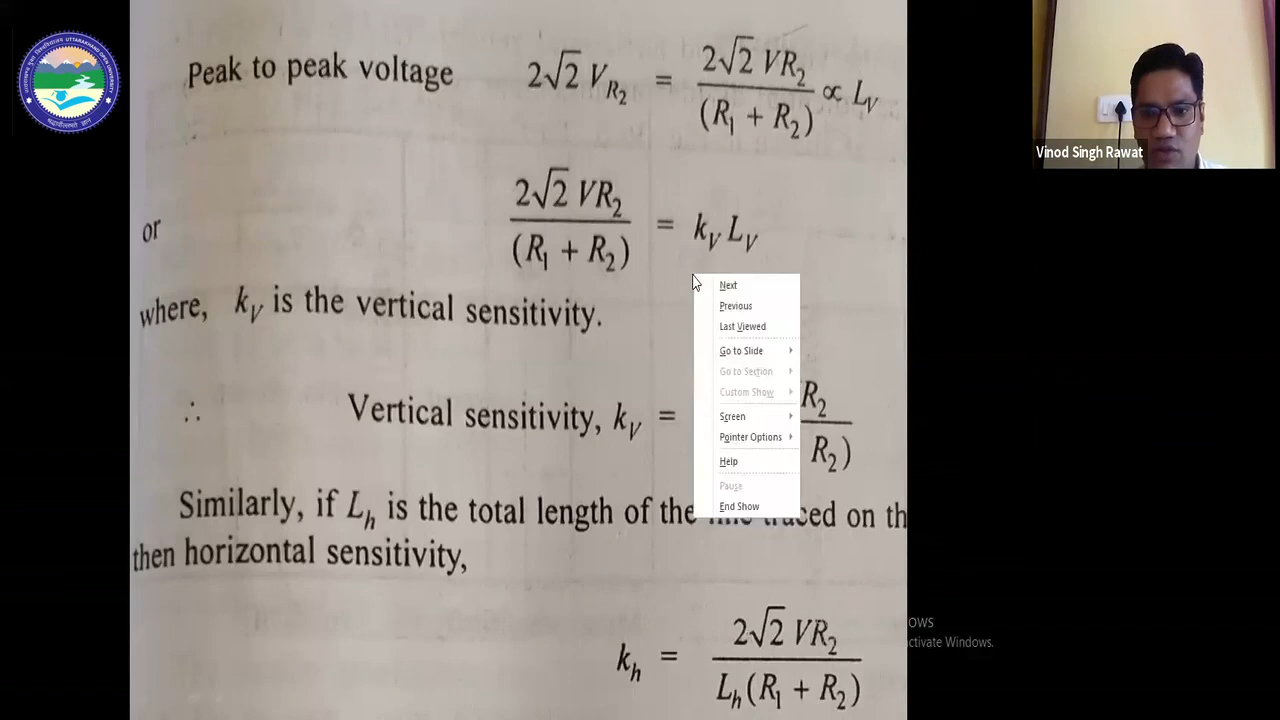 Peak to peak voltage 2√2 V_{R_2} = 2√2 VR_2 / (R_1 + R_2) ∝ L_V
or 2√2 VR_2 / (R_1 + R_2) = k_V L_V
where, k_V is the vertical sensitivity.
∴ Vertical sensitivity, k_V = R_2
R_2)
Similarly, if L_h is the total length of the line traced on th
then horizontal sensitivity,
k_h = 2√2 VR_2 / L_h (R_1 + R_2)
Next
Previous
Last Viewed
Go to Slide
Go to Section
Custom Show
Screen
Pointer Options
Help
Pause
End Show
Vinod Singh Rawat
OWS
ctivate Windows.
UTTARAKHAND OPEN UNIVERSITY